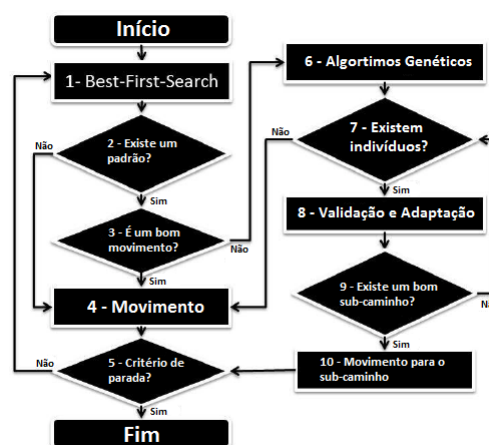 Início
1- Best-First-Search
2 - Existe um
padrão?
Não
Sim
3 - É um bom
movimento?
Não
Sim
4 - Movimento
5 - Critério de
parada?
Não
Sim
Fim
6 - Algortimos Genéticos
7 - Existem
indivíduos?
Não
Sim
8 - Validação e Adaptação
9 - Existe um bom
sub-caminho?
Sim
10 - Movimento para o
sub-caminho